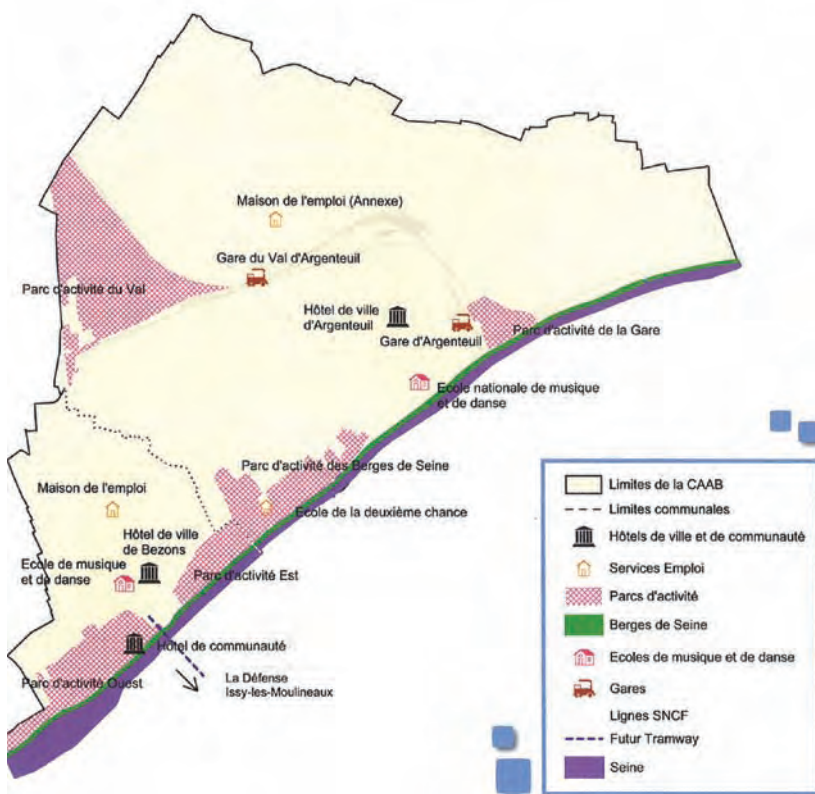 Maison de l'emploi (Annexe)
Gare du Val d'Argenteuil
Parc d'activité du Val
Hôtel de ville
d'Argenteuil
Gare d'Argenteuil
Parc d'activité de la Gare
Ecole nationale de musique
et de danse
Parc d'activité des Berges de Seine
Maison de l'emploi
Ecole de la deuxième chance
Hôtel de ville
de Bezons
Ecole de musique
et de danse
Parc d'activité Est
Hôtel de communauté
Parc d'activité Ouest
La Défense
Issy-les-Moulineaux
Limites de la CAAB
Limites communales
Hôtels de ville et de communauté
Services Emploi
Parcs d'activité
Berges de Seine
Ecoles de musique et de danse
Gares
Lignes SNCF
Futur Tramway
Seine